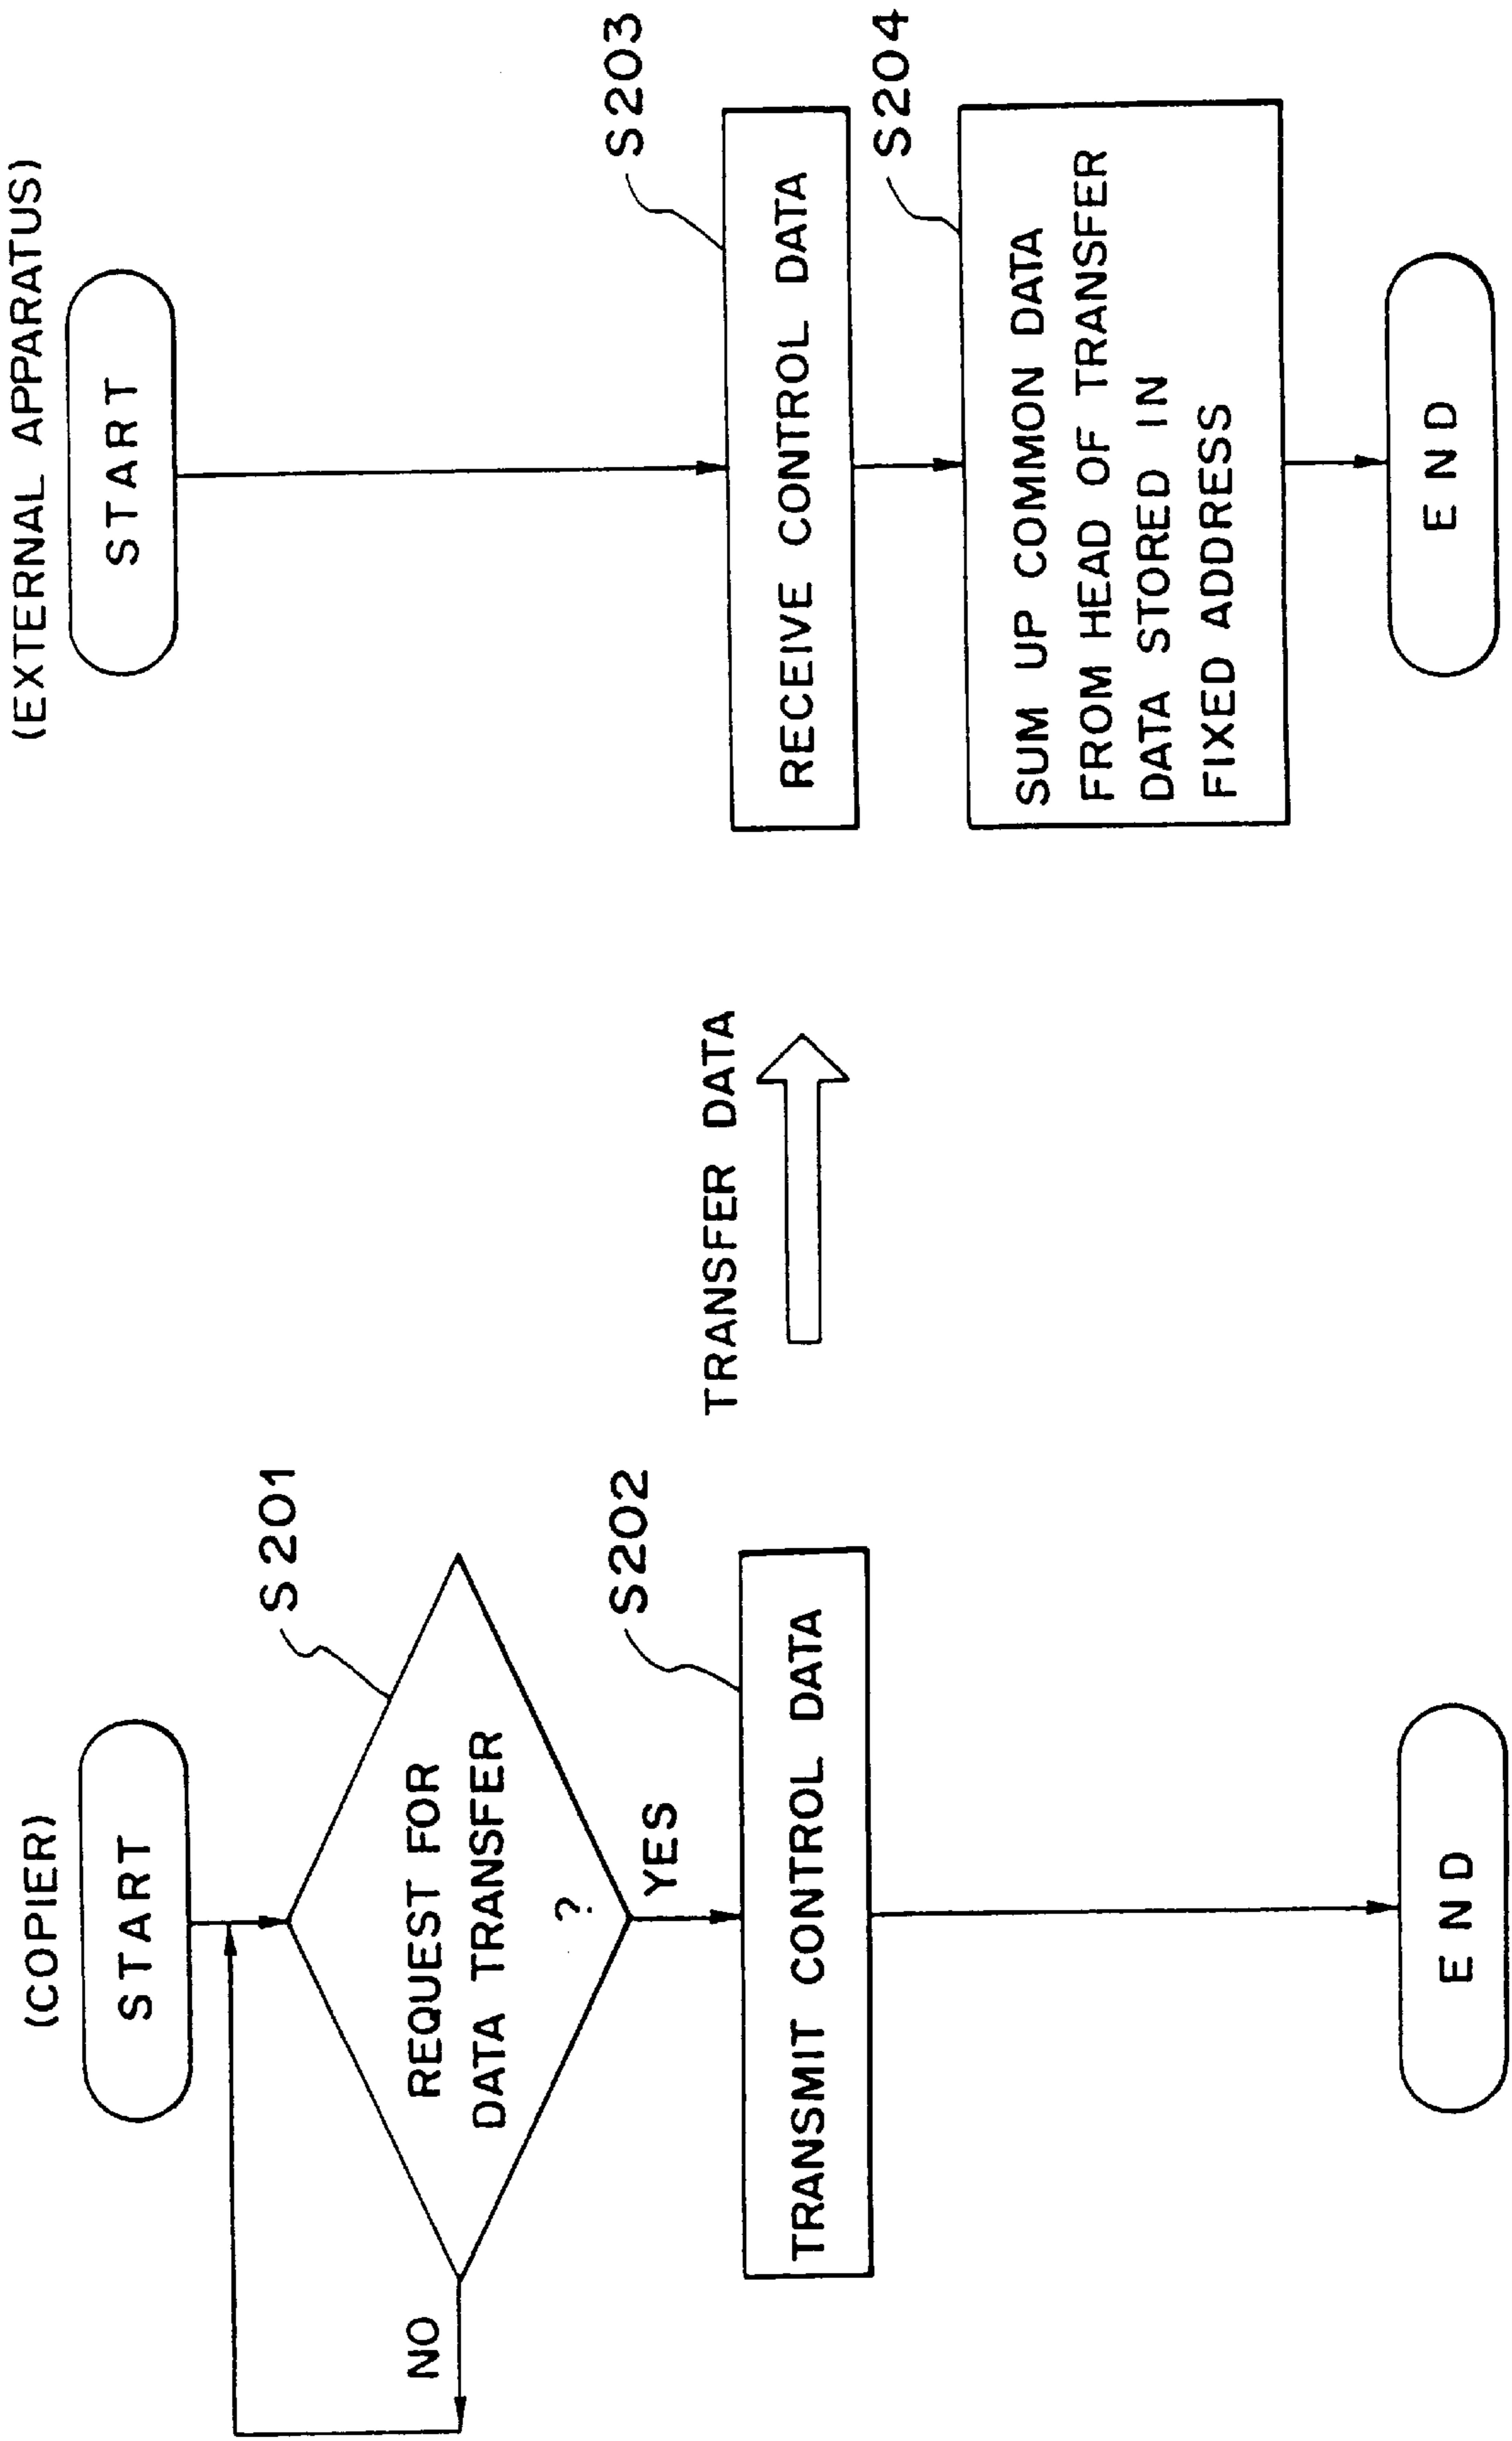 (COPIER)
START
S201
REQUEST FOR
DATA TRANSFER
?
NO
YES
S202
TRANSMIT CONTROL DATA
END
TRANSFER DATA
(EXTERNAL APPARATUS)
START
S203
RECEIVE CONTROL DATA
S204
SUM UP COMMON DATA
FROM HEAD OF TRANSFER
DATA STORED IN
FIXED ADDRESS
END